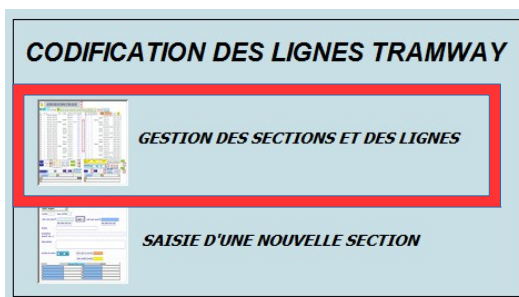 CODIFICATION DES LIGNES TRAMWAY
GESTION DES SECTIONS ET DES LIGNES
SAISIE D'UNE NOUVELLE SECTION